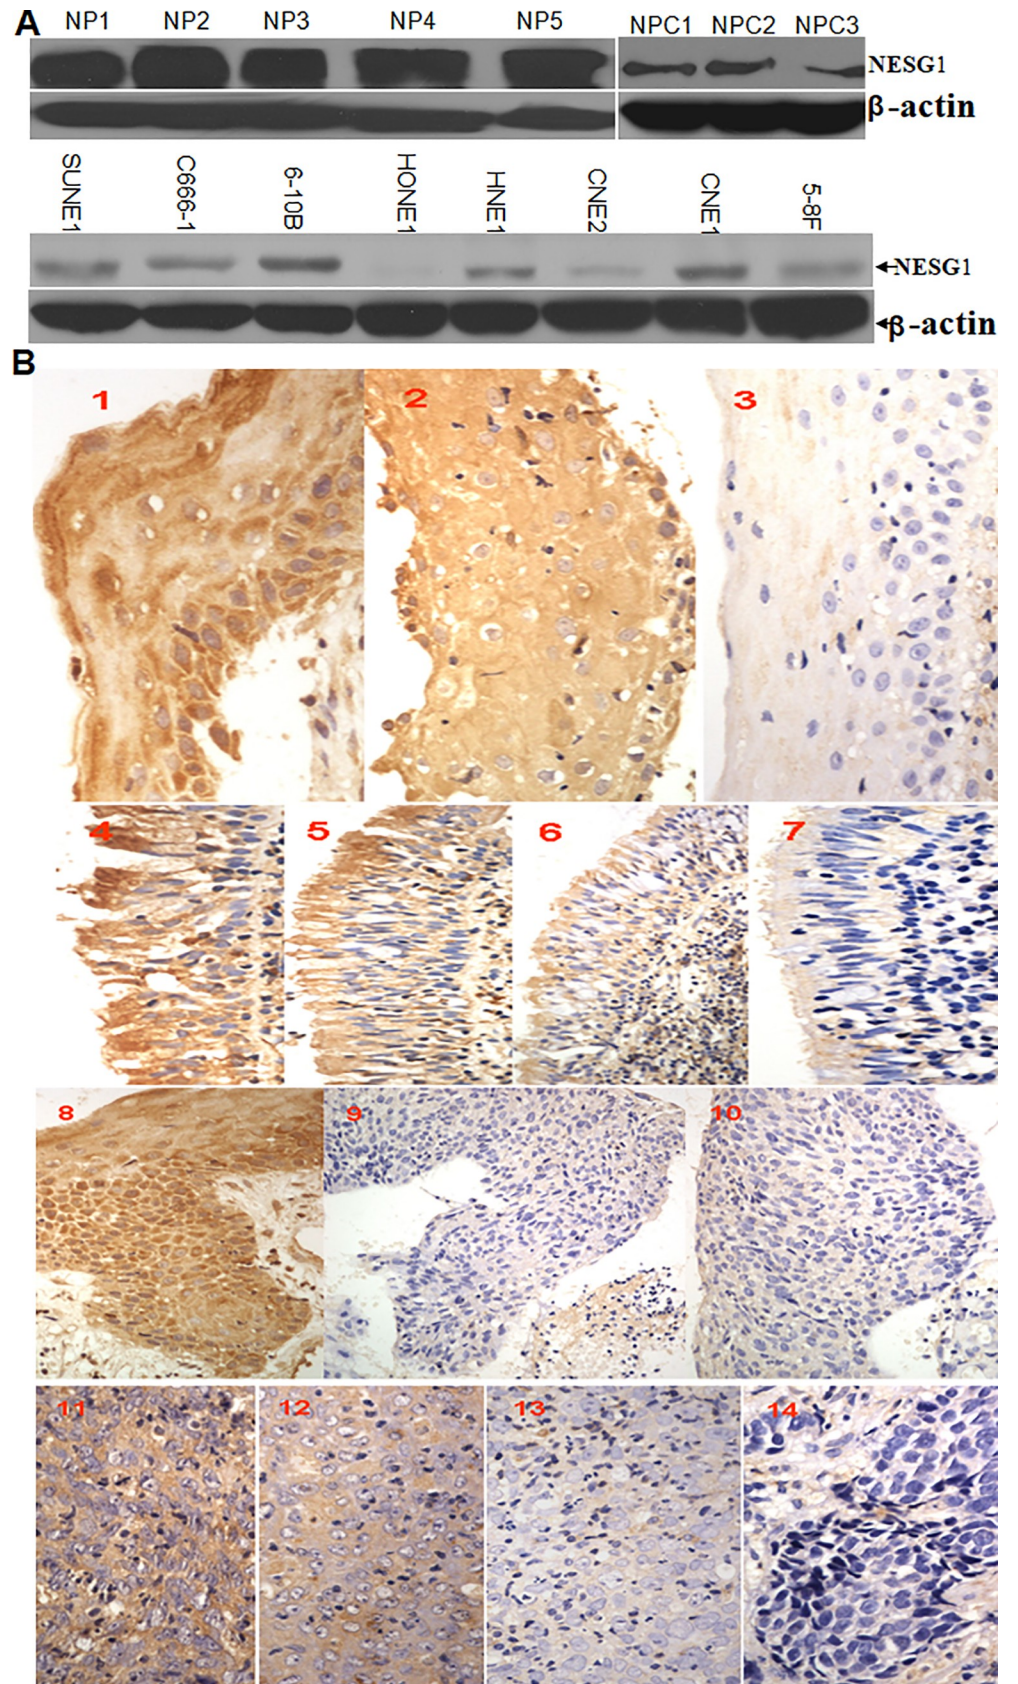 A NP1 NP2 NP3 NP4 NP5 NPC1 NPC2 NPC3
NESG1
β-actin
SUNE1 C666-1 6-10B HONE1 HNE1 CNE2 CNE1 5-8F
NESG1
β-actin
B
1 2 3
4 5 6 7
8 9 10
11 12 13 14